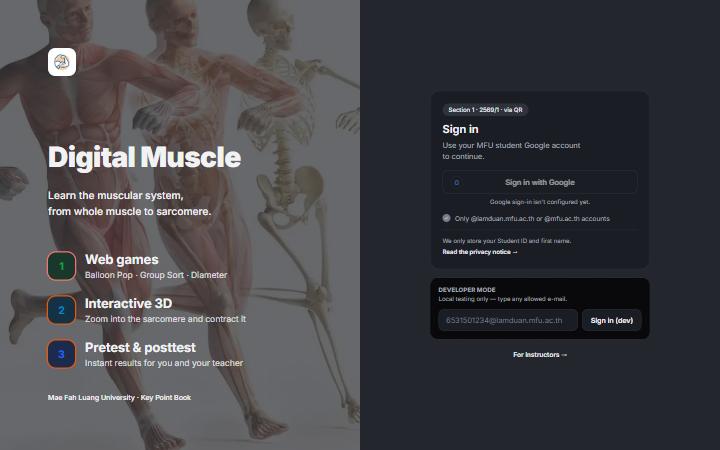 Digital Muscle
Learn the muscular system,
from whole muscle to sarcomere.
1
Web games
Balloon Pop · Group Sort · Diameter
2
Interactive 3D
Zoom into the sarcomere and contract it
3
Pretest & posttest
Instant results for you and your teacher
Mae Fah Luang University · Key Point Book
Section 1 · 2569/1 · via QR
Sign in
Use your MFU student Google account
to continue.
Sign in with Google
Google sign-in isn't configured yet.
Only @lamduan.mfu.ac.th or @mfu.ac.th accounts
We only store your Student ID and first name.
Read the privacy notice →
DEVELOPER MODE
Local testing only — type any allowed e-mail.
6531501234@lamduan.mfu.ac.th
Sign in (dev)
For instructors →